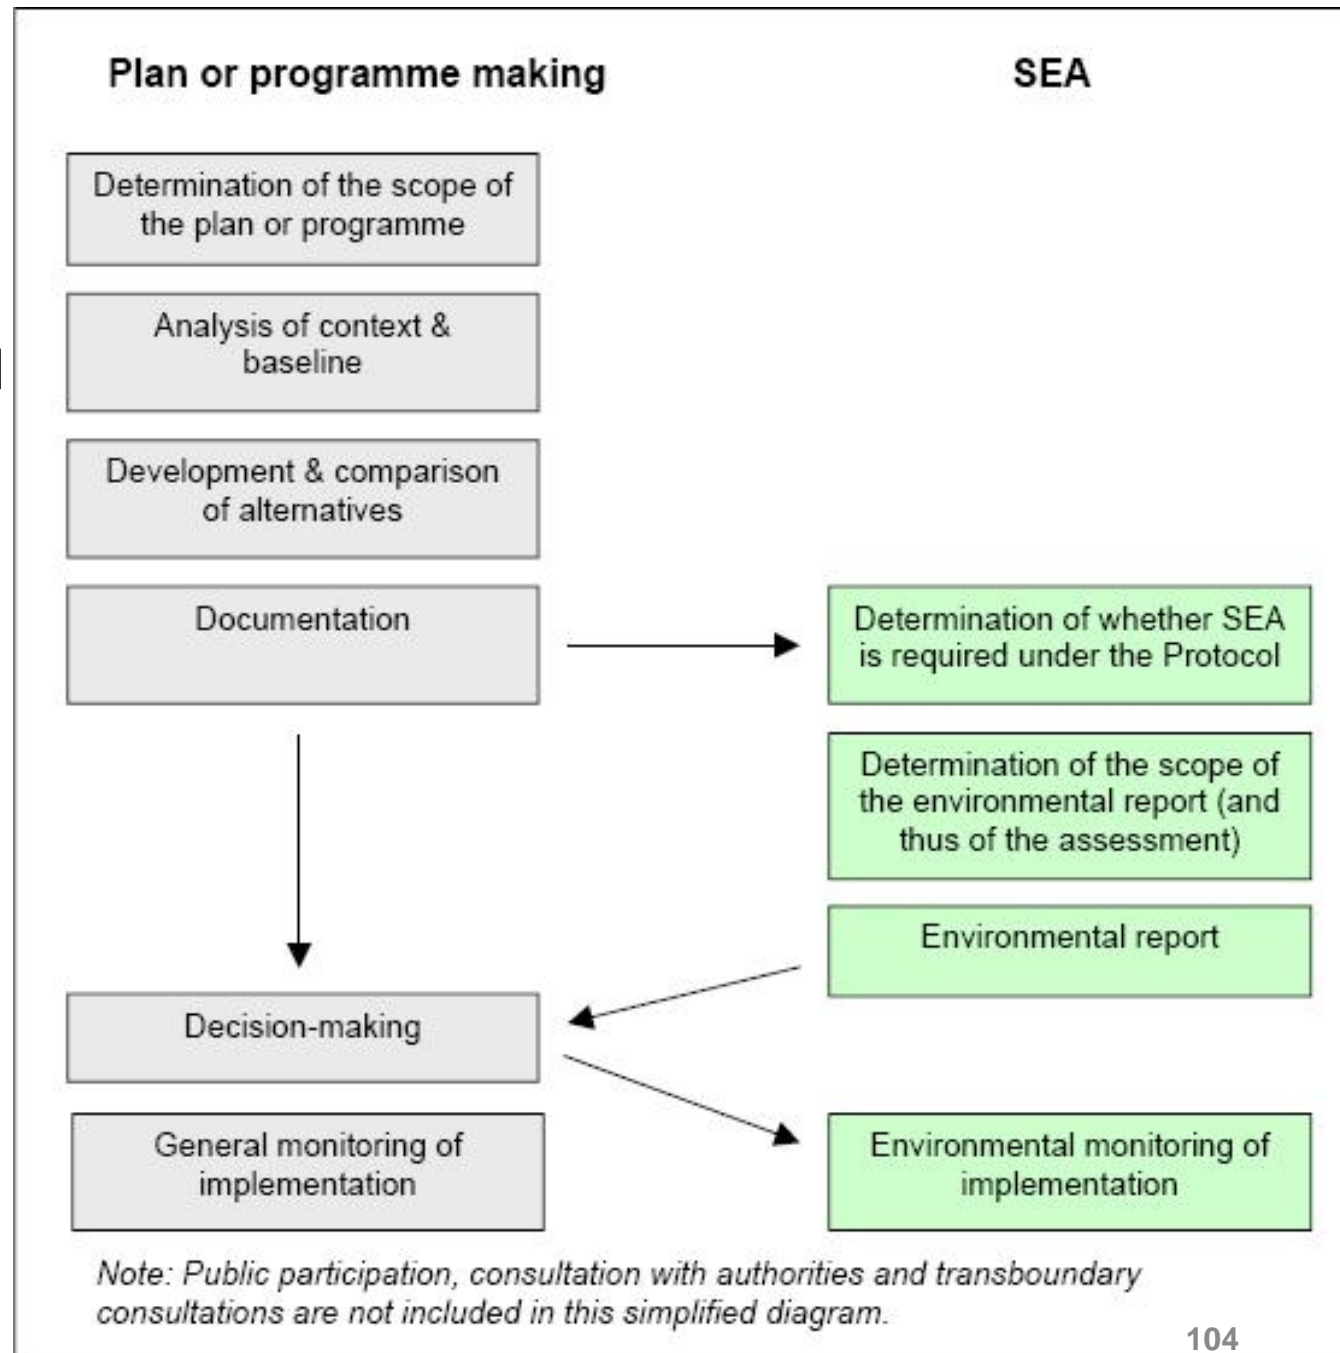 Plan or programme making
SEA
Determination of the scope of
the plan or programme
Analysis of context &
baseline
Development & comparison
of alternatives
Documentation
Determination of whether SEA
is required under the Protocol
Determination of the scope of
the environmental report (and
thus of the assessment)
Environmental report
Decision-making
General monitoring of
implementation
Environmental monitoring of
implementation
Note: Public participation, consultation with authorities and transboundary
consultations are not included in this simplified diagram.
104